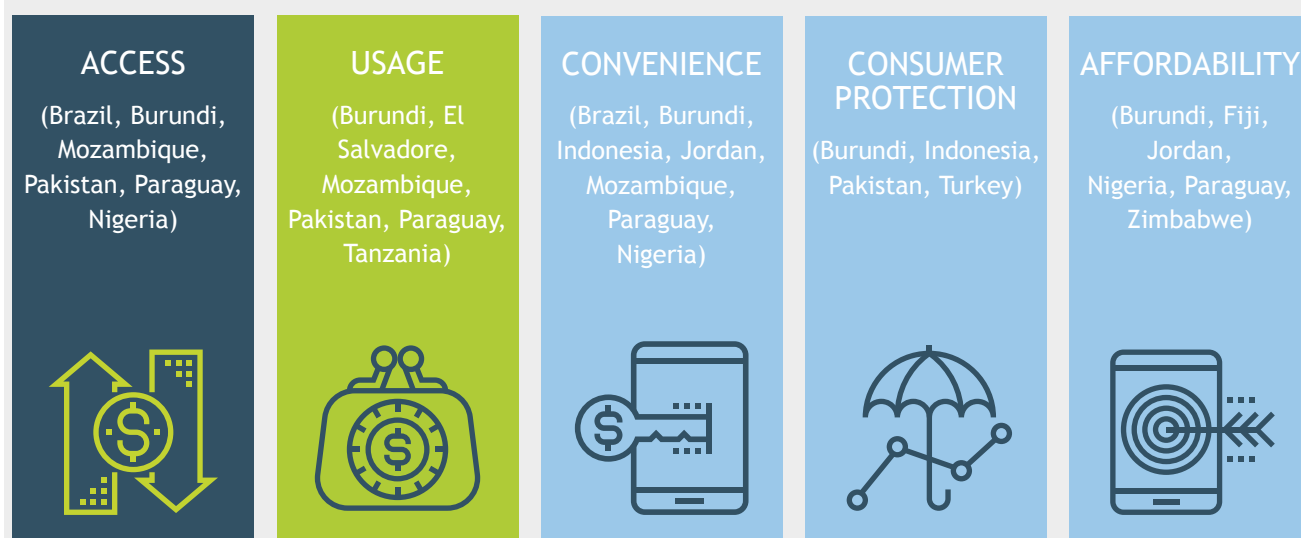 ACCESS
(Brazil, Burundi,
Mozambique,
Pakistan, Paraguay,
Nigeria)
USAGE
(Burundi, El
Salvadore,
Mozambique,
Pakistan, Paraguay,
Tanzania)
CONVENIENCE
(Brazil, Burundi,
Indonesia, Jordan,
Mozambique,
Paraguay,
Nigeria)
CONSUMER
PROTECTION
(Burundi, Indonesia,
Pakistan, Turkey)
AFFORDABILITY
(Burundi, Fiji,
Jordan,
Nigeria, Paraguay,
Zimbabwe)
$
$
$